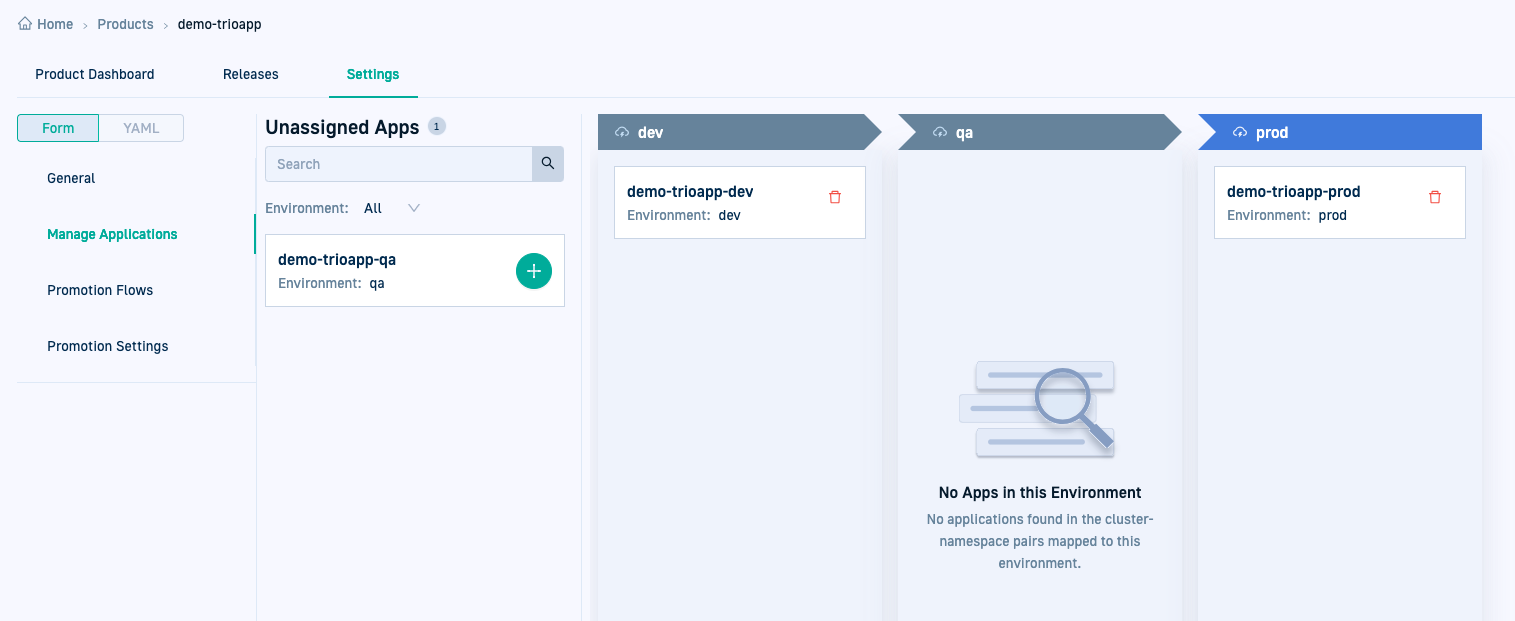 Home > Products > demo-trioapp
Product Dashboard Releases Settings
Form YAML
General
Manage Applications
Promotion Flows
Promotion Settings
Unassigned Apps 1
Search
Environment: All
demo-trioapp-qa
Environment: qa
dev
demo-trioapp-dev
Environment: dev
qa
No Apps in this Environment
No applications found in the cluster-
namespace pairs mapped to this
environment.
prod
demo-trioapp-prod
Environment: prod